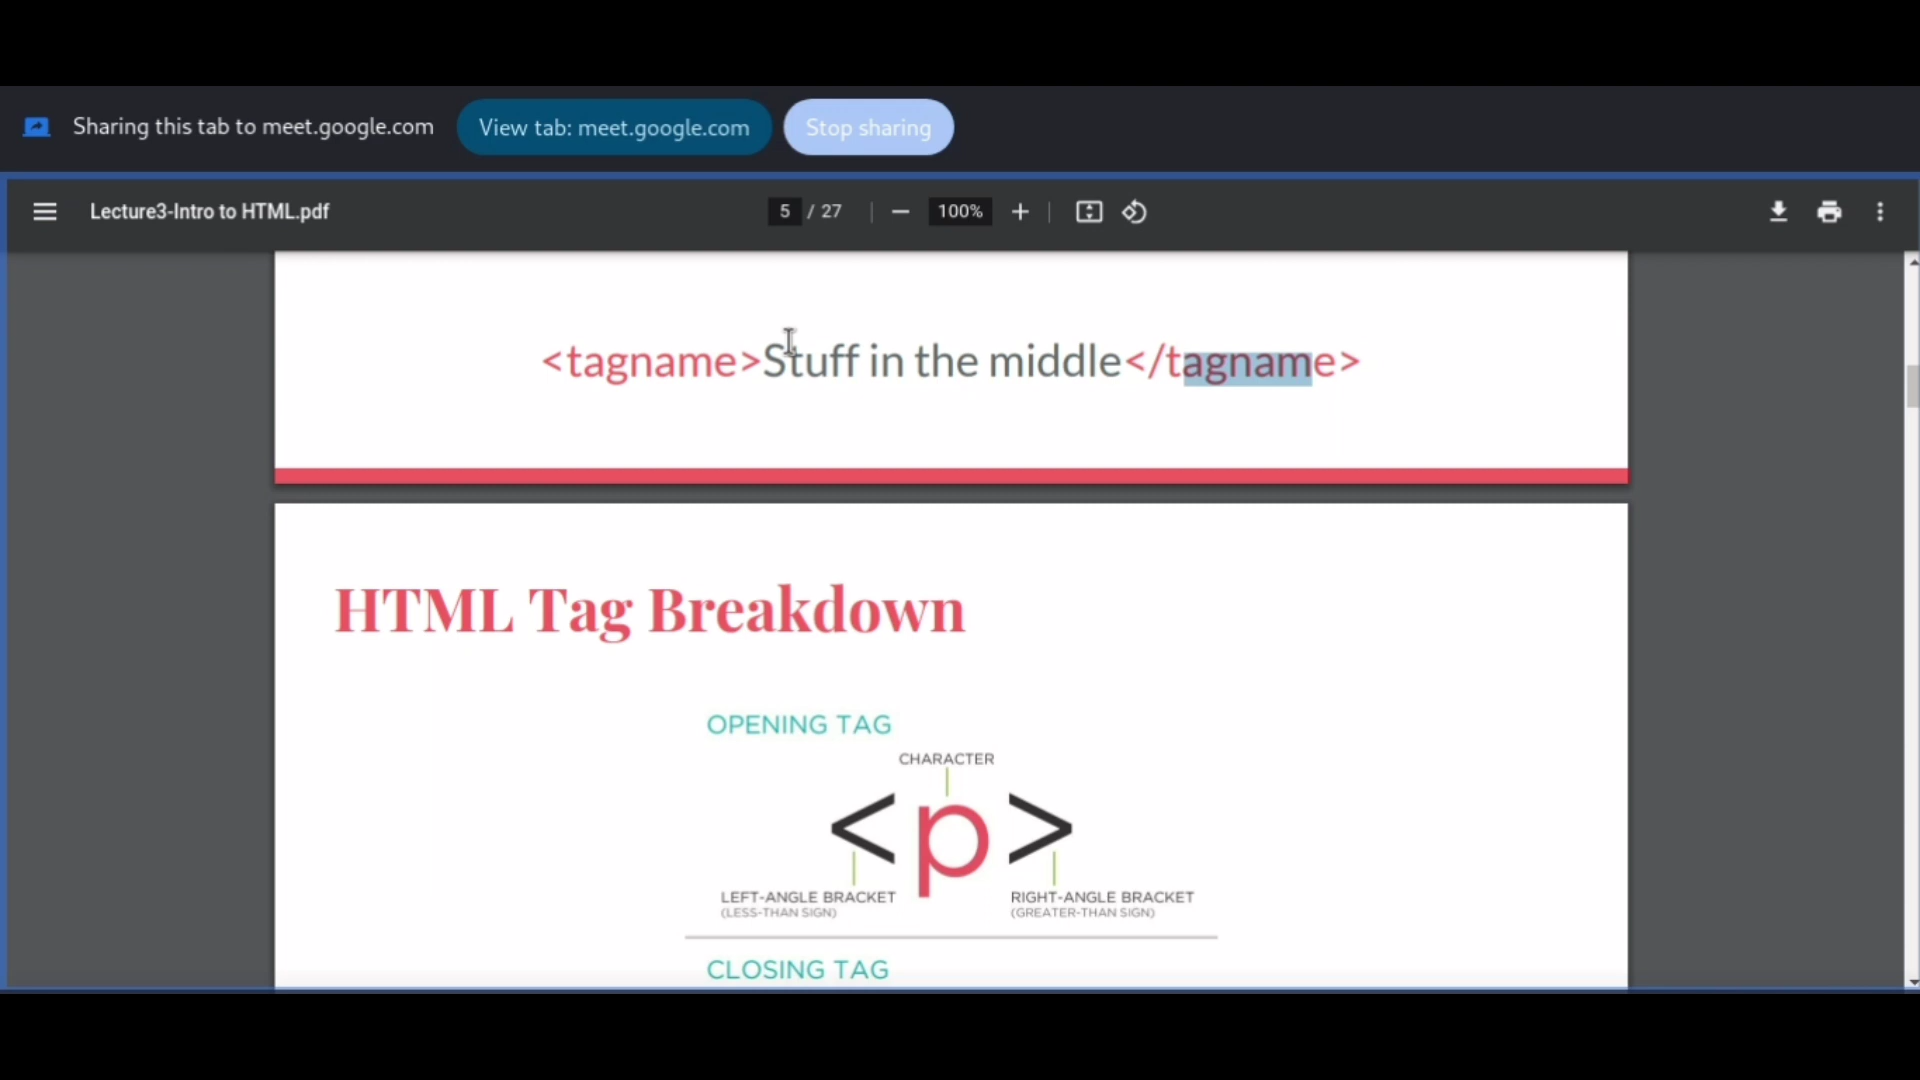 Sharing this tab to meet.google.com View tab: meet.google.com Stop sharing
Lecture3-Intro to HTML.pdf 5 / 27 100%
<tagname>Stuff in the middle</tagname>
HTML Tag Breakdown
OPENING TAG
CHARACTER
<p>
LEFT-ANGLE BRACKET RIGHT-ANGLE BRACKET
(LESS-THAN SIGN) (GREATER-THAN SIGN)
CLOSING TAG